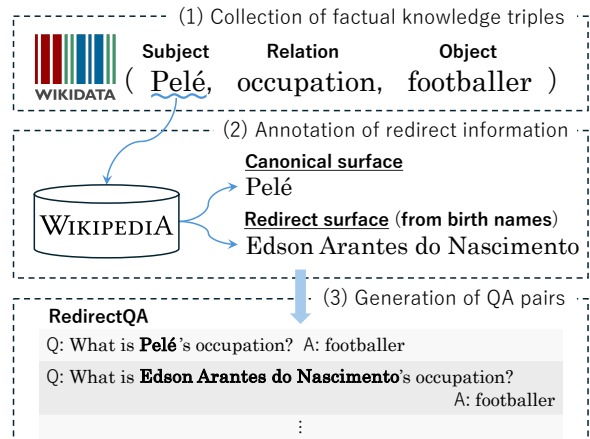 (1) Collection of factual knowledge triples
WIKIDATA
Subject Relation Object
( Pelé, occupation, footballer )
(2) Annotation of redirect information
WIKIPEDIA
Canonical surface
Pelé
Redirect surface (from birth names)
Edson Arantes do Nascimento
(3) Generation of QA pairs
RedirectQA
Q: What is Pelé's occupation? A: footballer
Q: What is Edson Arantes do Nascimento's occupation?
A: footballer
⋮